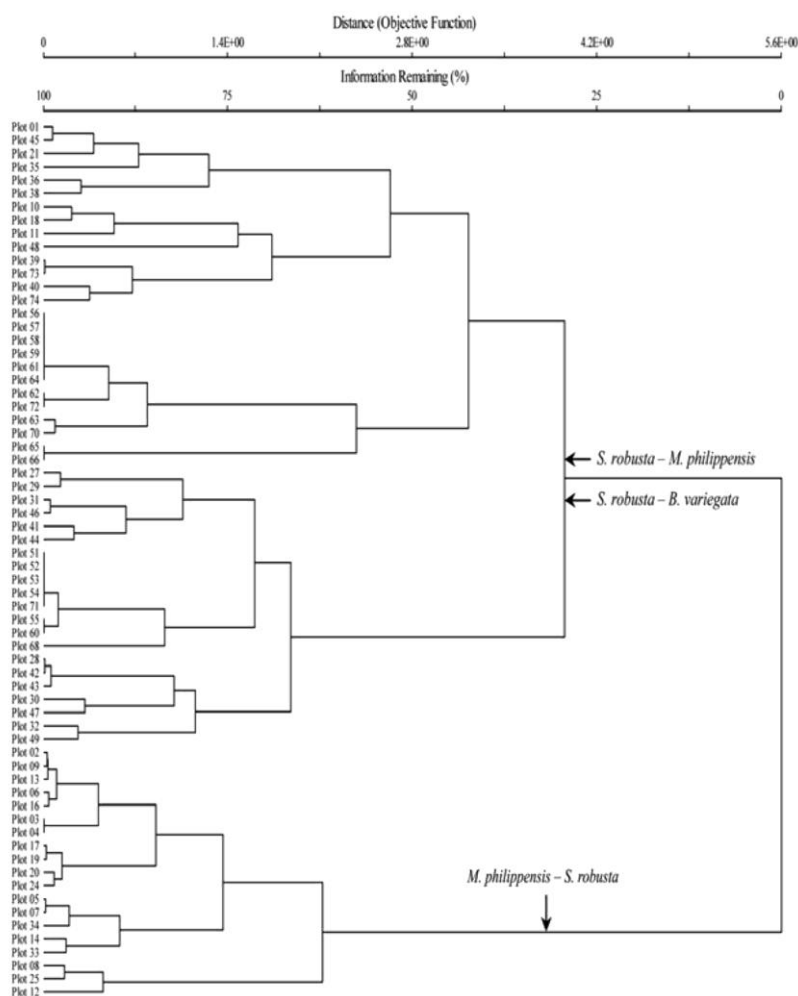 Distance (Objective Function)
0 1.4E+00 2.8E+00 4.2E+00 5.6E+00
Information Remaining (%)
100 75 50 25 0
Plot 01
Plot 45
Plot 21
Plot 35
Plot 36
Plot 38
Plot 10
Plot 18
Plot 11
Plot 48
Plot 39
Plot 73
Plot 40
Plot 74
Plot 56
Plot 57
Plot 58
Plot 59
Plot 61
Plot 64
Plot 62
Plot 72
Plot 63
Plot 70
Plot 65
Plot 66
S. robusta – M. philippensis
Plot 27
Plot 29
Plot 31
S. robusta – B. variegata
Plot 46
Plot 41
Plot 44
Plot 51
Plot 52
Plot 53
Plot 54
Plot 71
Plot 55
Plot 60
Plot 68
Plot 28
Plot 42
Plot 43
Plot 30
Plot 47
Plot 32
Plot 49
Plot 02
Plot 09
Plot 13
Plot 06
Plot 16
Plot 03
Plot 04
Plot 17
Plot 19
Plot 20
Plot 24
M. philippensis – S. robusta
Plot 05
Plot 07
Plot 34
Plot 14
Plot 33
Plot 08
Plot 25
Plot 12